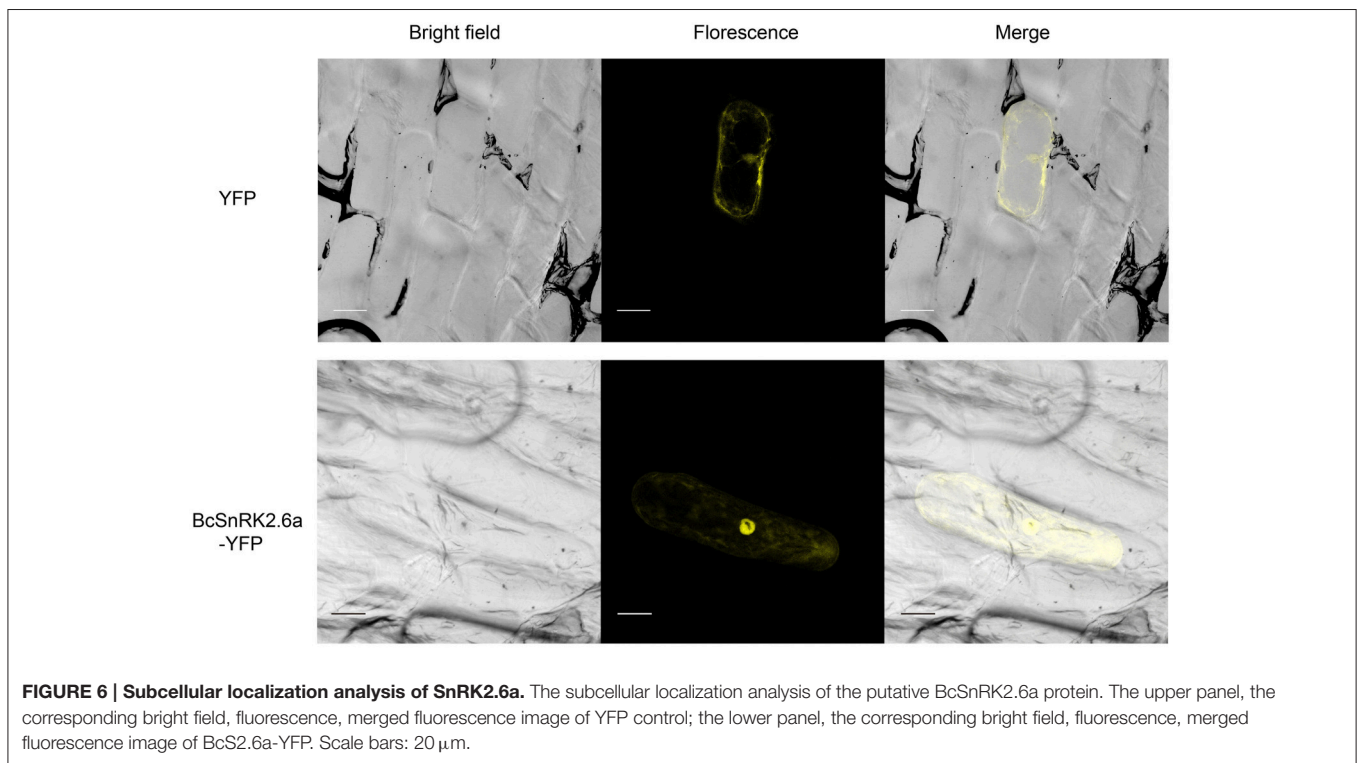 Bright field
Florescence
Merge
YFP
BcSnRK2.6a
-YFP
FIGURE 6 | Subcellular localization analysis of SnRK2.6a. The subcellular localization analysis of the putative BcSnRK2.6a protein. The upper panel, the
corresponding bright field, fluorescence, merged fluorescence image of YFP control; the lower panel, the corresponding bright field, fluorescence, merged
fluorescence image of BcS2.6a-YFP. Scale bars: 20 μm.